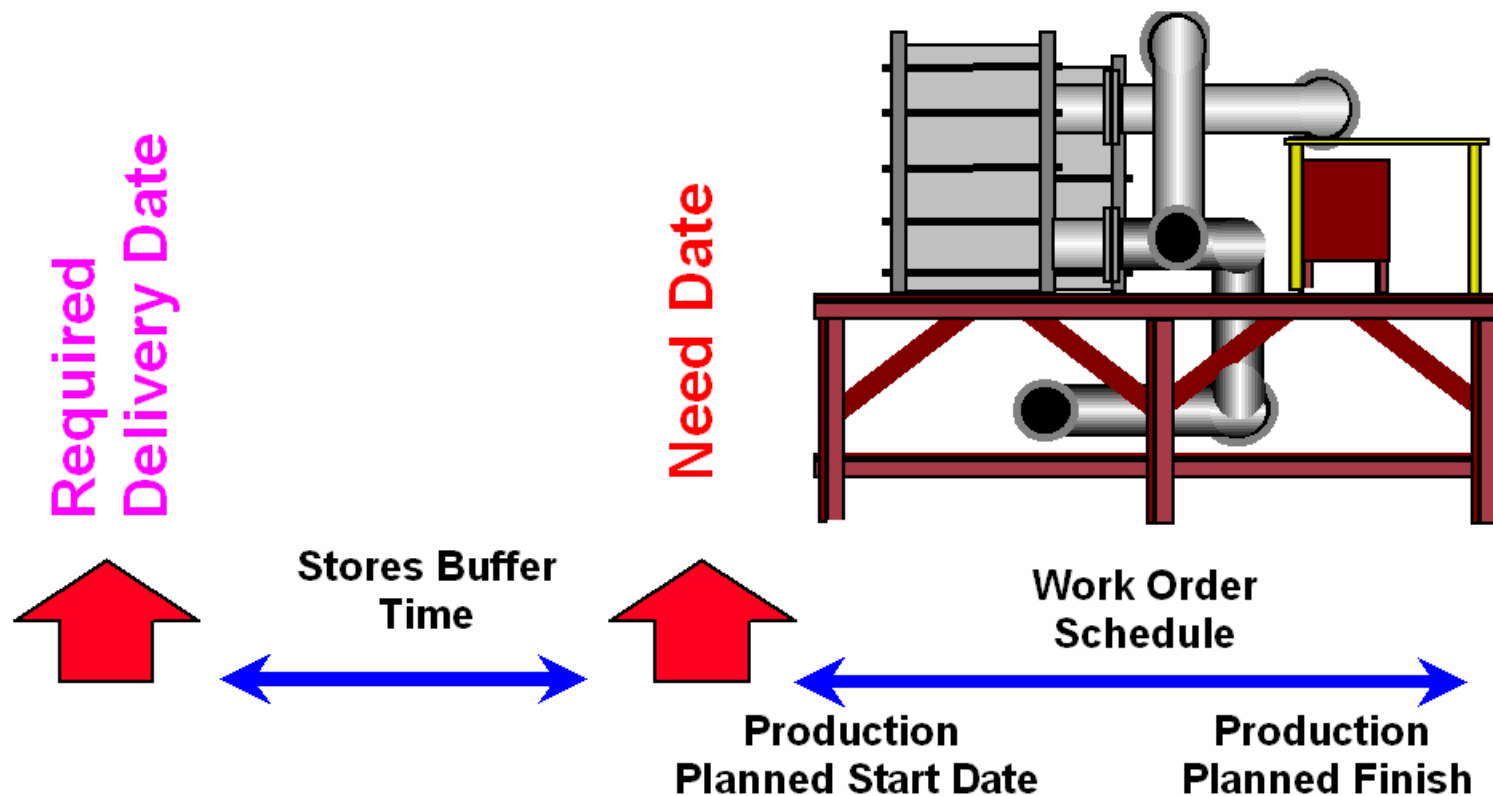 Required
Delivery Date
Need Date
Stores Buffer
Time
Work Order
Schedule
Production
Planned Start Date
Production
Planned Finish